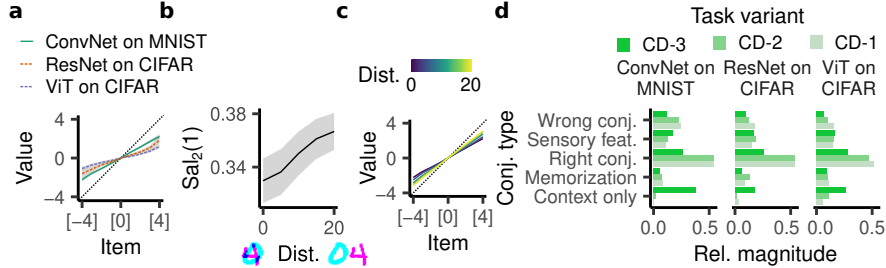 a
ConvNet on MNIST
ResNet on CIFAR
ViT on CIFAR
Value
4
0
−4
[−4] [0] [4]
Item
b
Sal₂(1)
0.38
0.34
0 20
4 0 Dist. 0 4
c
Dist.
0 20
Value
4
0
−4
[−4] [0] [4]
Item
d
Task variant
CD-3 CD-2 CD-1
ConvNet on MNIST
ResNet on CIFAR
ViT on CIFAR
Conj. type
Wrong conj.
Sensory feat.
Right conj.
Memorization
Context only
0.0 0.5 0.0 0.5 0.0 0.5
Rel. magnitude